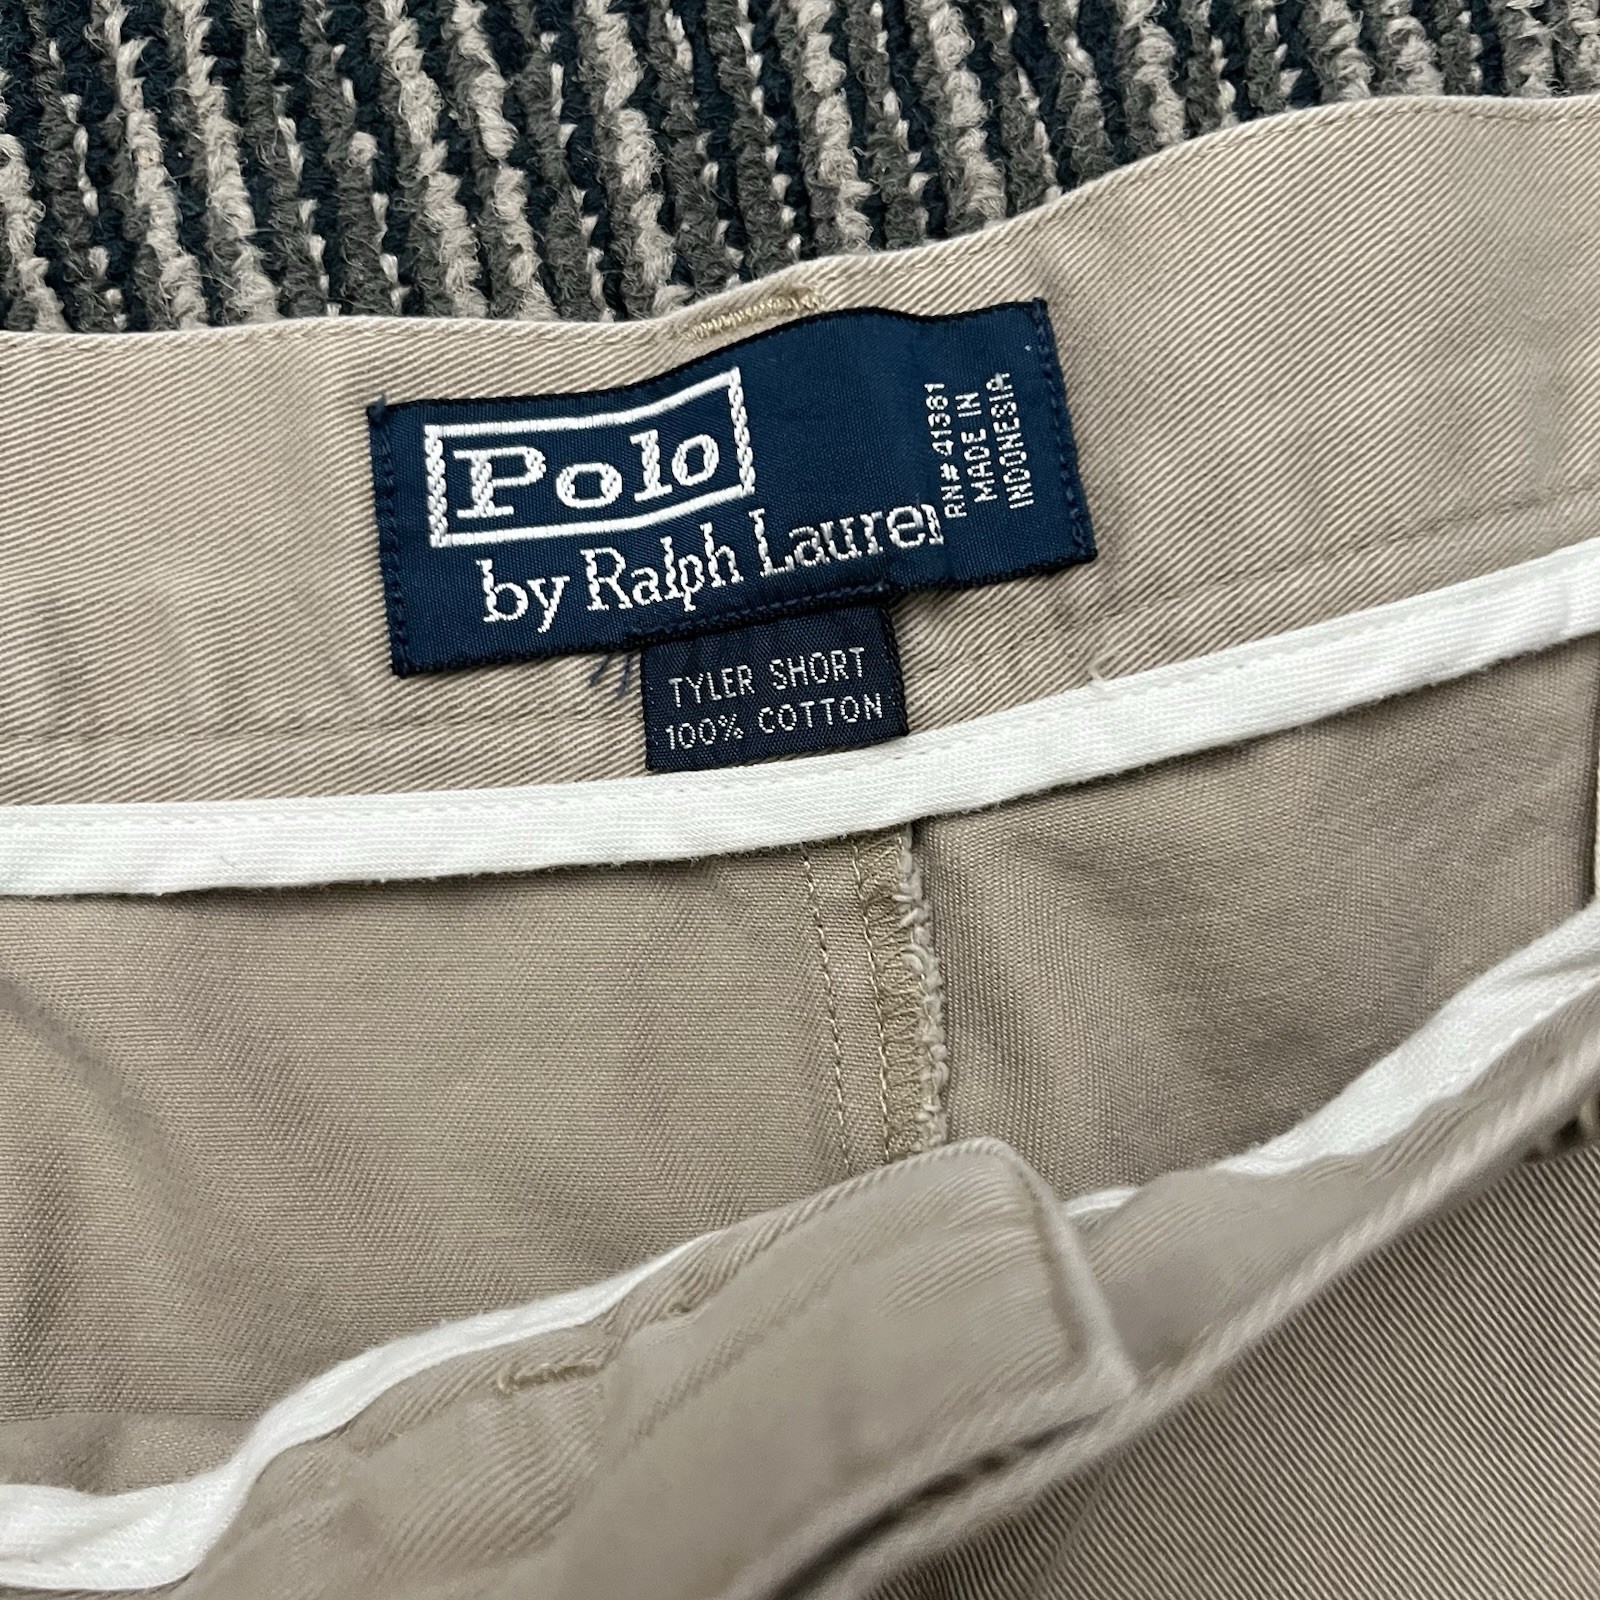 Polo
by Ralph Lauren
RN# 41381
MADE IN
INDONESIA
TYLER SHORT
100% COTTON